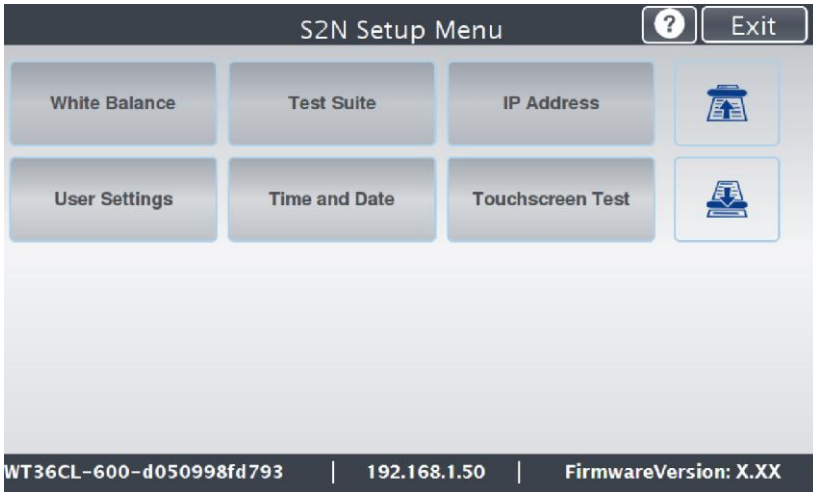 S2N Setup Menu ? Exit
White Balance Test Suite IP Address
User Settings Time and Date Touchscreen Test
WT36CL-600-d050998fd793 | 192.168.1.50 | FirmwareVersion: X.XX